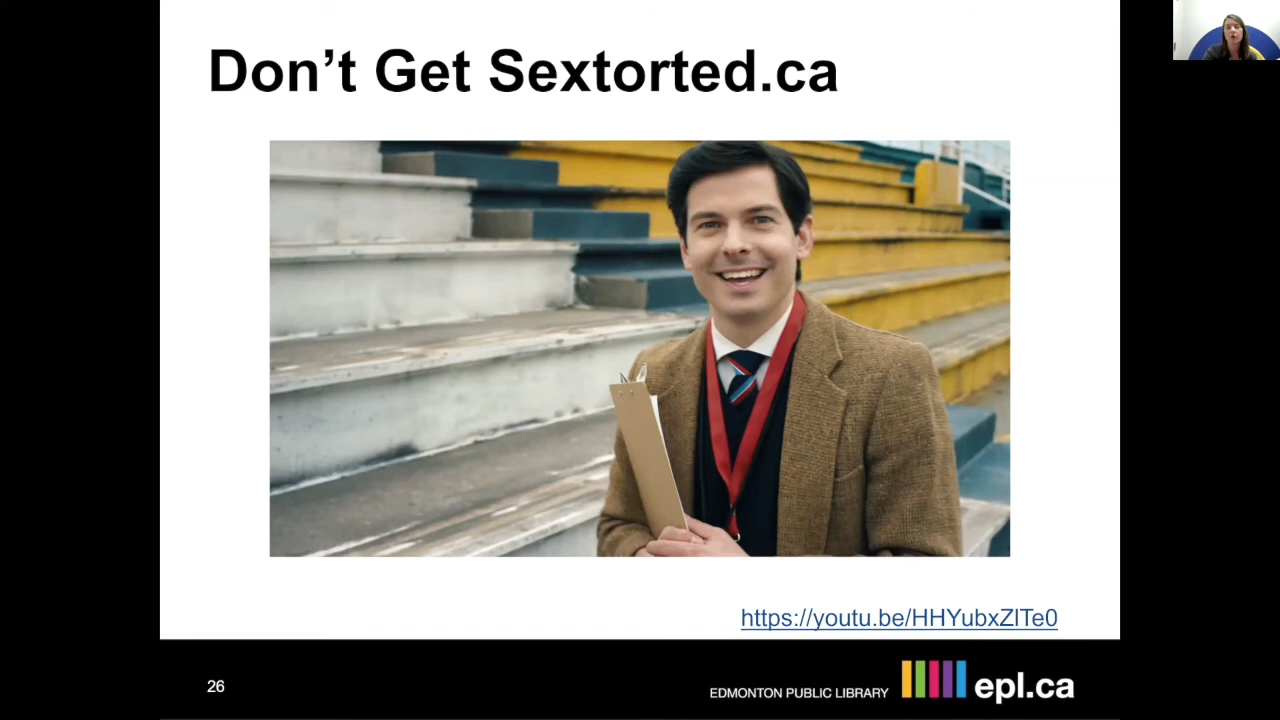 Don’t Get Sextorted.ca
https://youtu.be/HHYubxZlTe0
26
EDMONTON PUBLIC LIBRARY epl.ca